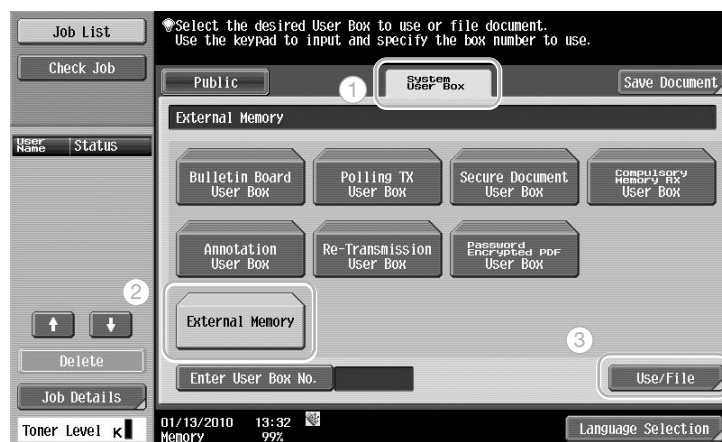 Job List
Check Job
User
Name
Status
Delete
Job Details
Toner Level K
Select the desired User Box to use or file document.
Use the keypad to input and specify the box number to use.
Public
1
System
User Box
Save Document
External Memory
Bulletin Board
User Box
Polling TX
User Box
Secure Document
User Box
Compulsory
Memory RX
User Box
Annotation
User Box
Re-Transmission
User Box
Password
Encrypted PDF
User Box
2
External Memory
3
Enter User Box No.
Use/File
01/13/2010 13:32
Memory 99%
Language Selection